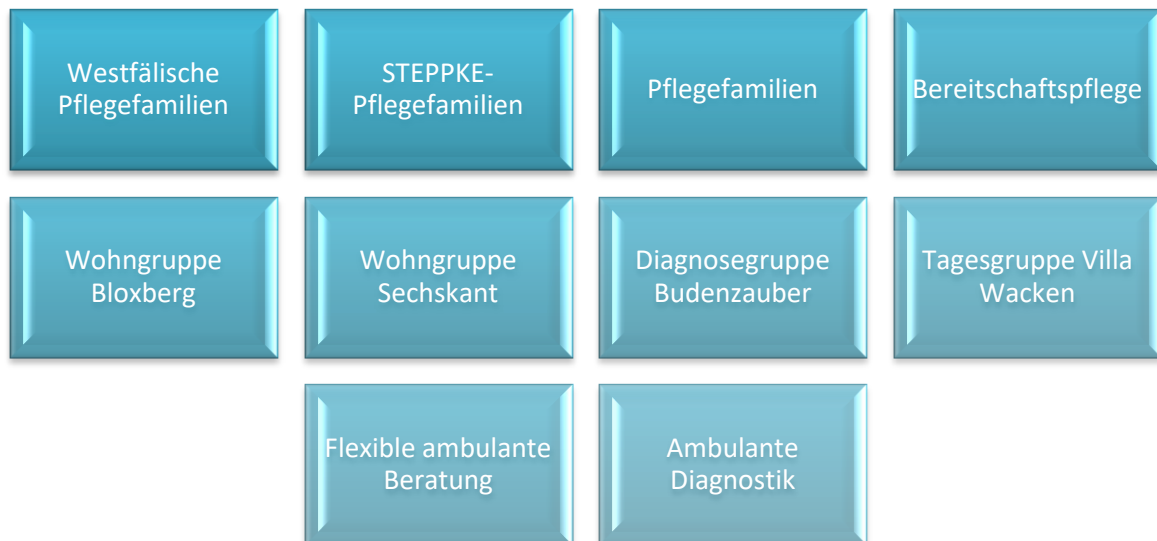 Westfälische
Pflegefamilien
STEPPKE-
Pflegefamilien
Pflegefamilien
Bereitschaftspflege
Wohngruppe
Bloxberg
Wohngruppe
Sechskant
Diagnosegruppe
Budenzauber
Tagesgruppe Villa
Wacken
Flexible ambulante
Beratung
Ambulante
Diagnostik